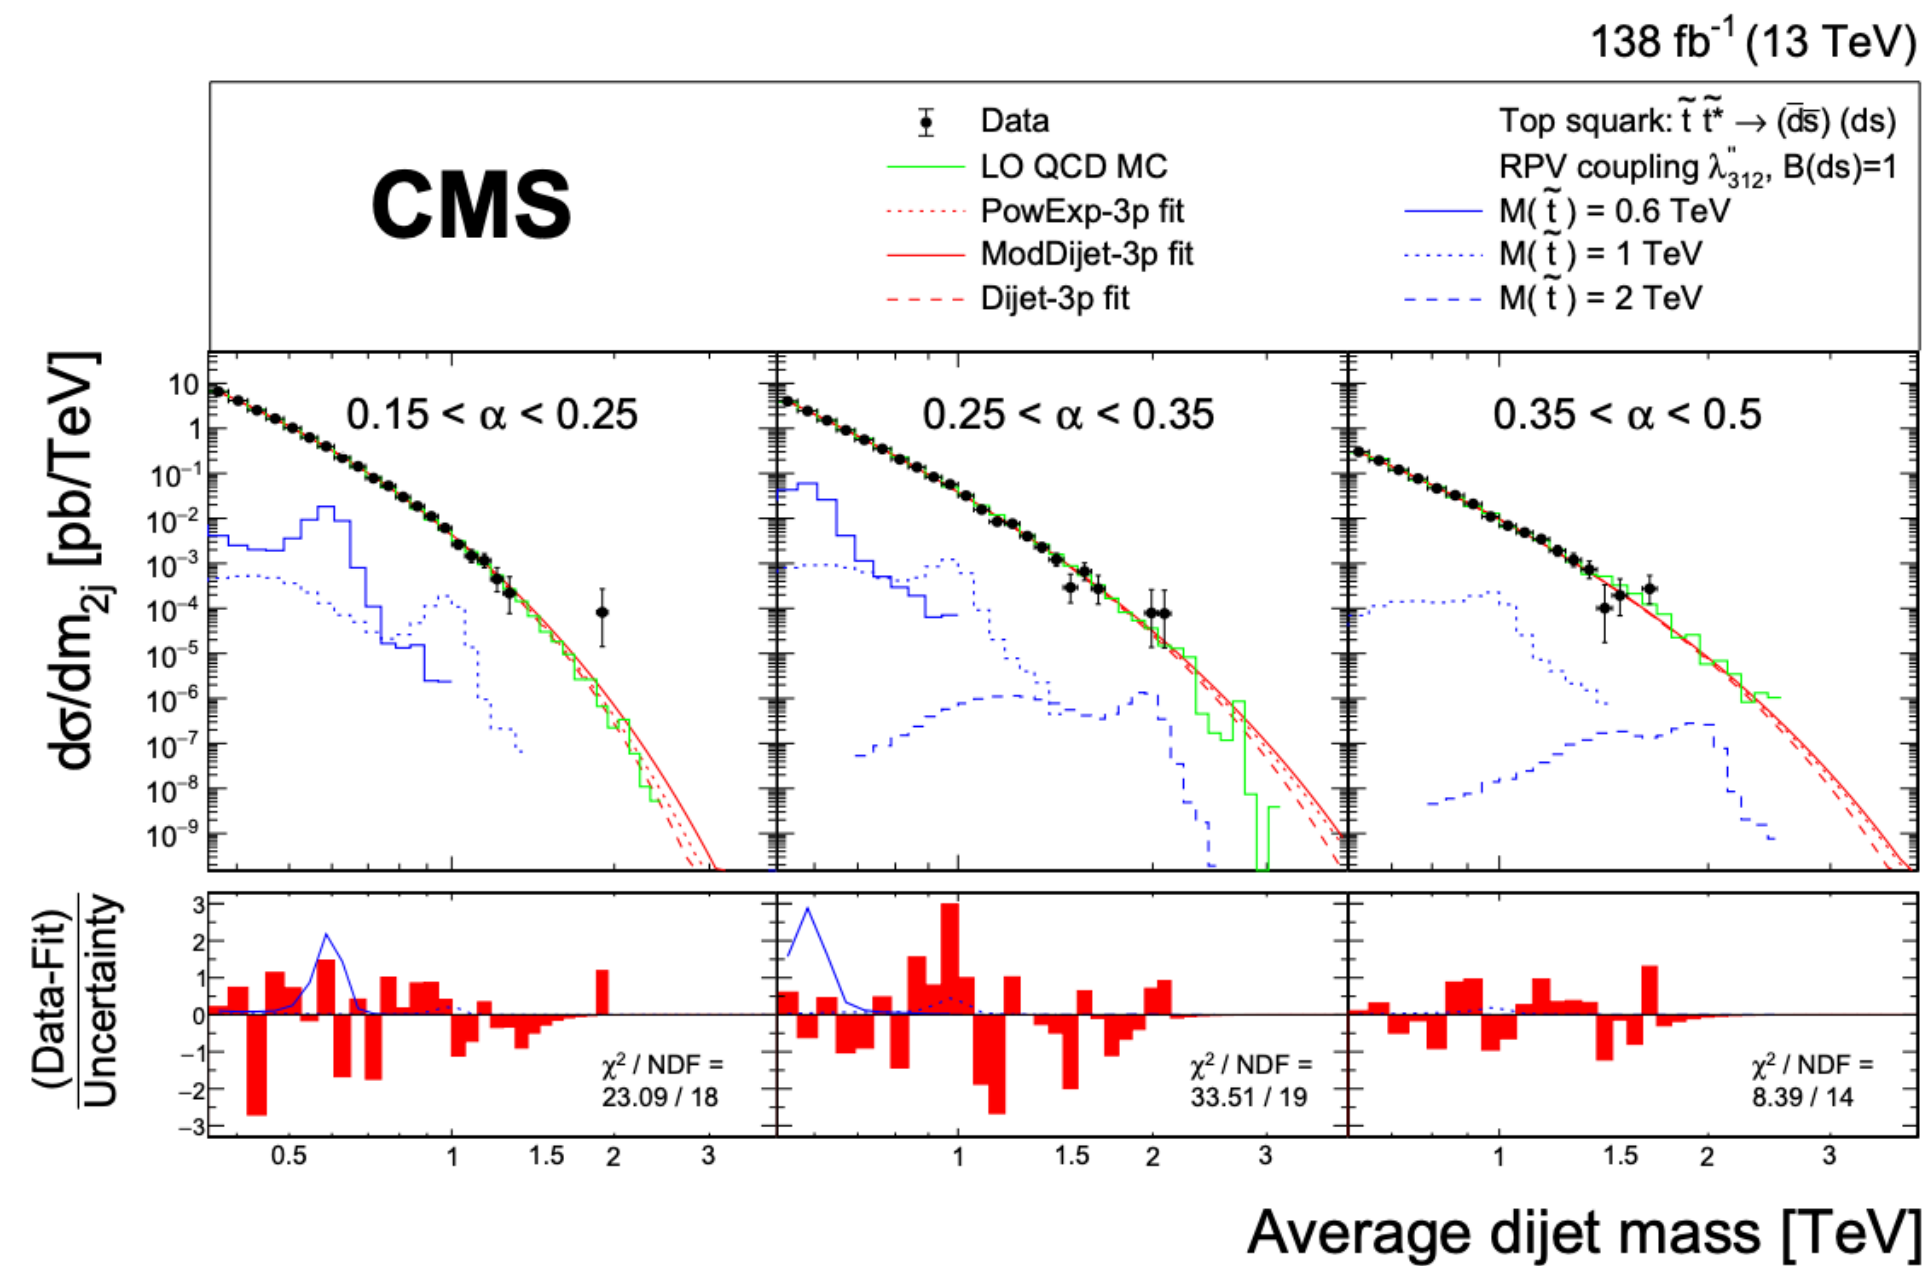 138 fb⁻¹ (13 TeV)
CMS
Data
LO QCD MC
PowExp-3p fit
ModDijet-3p fit
Dijet-3p fit
Top squark: t̃ t̃* → (d̄s̄) (ds)
RPV coupling λ''₃₁₂, B(ds)=1
M( t̃ ) = 0.6 TeV
M( t̃ ) = 1 TeV
M( t̃ ) = 2 TeV
dσ/dm₂ⱼ [pb/TeV]
10
1
10⁻¹
10⁻²
10⁻³
10⁻⁴
10⁻⁵
10⁻⁶
10⁻⁷
10⁻⁸
10⁻⁹
0.15 < α < 0.25
0.25 < α < 0.35
0.35 < α < 0.5
(Data-Fit)
Uncertainty
3
2
1
0
−1
−2
−3
χ² / NDF =
23.09 / 18
χ² / NDF =
33.51 / 19
χ² / NDF =
8.39 / 14
0.5 1 1.5 2 3
1 1.5 2 3
1 1.5 2 3
Average dijet mass [TeV]